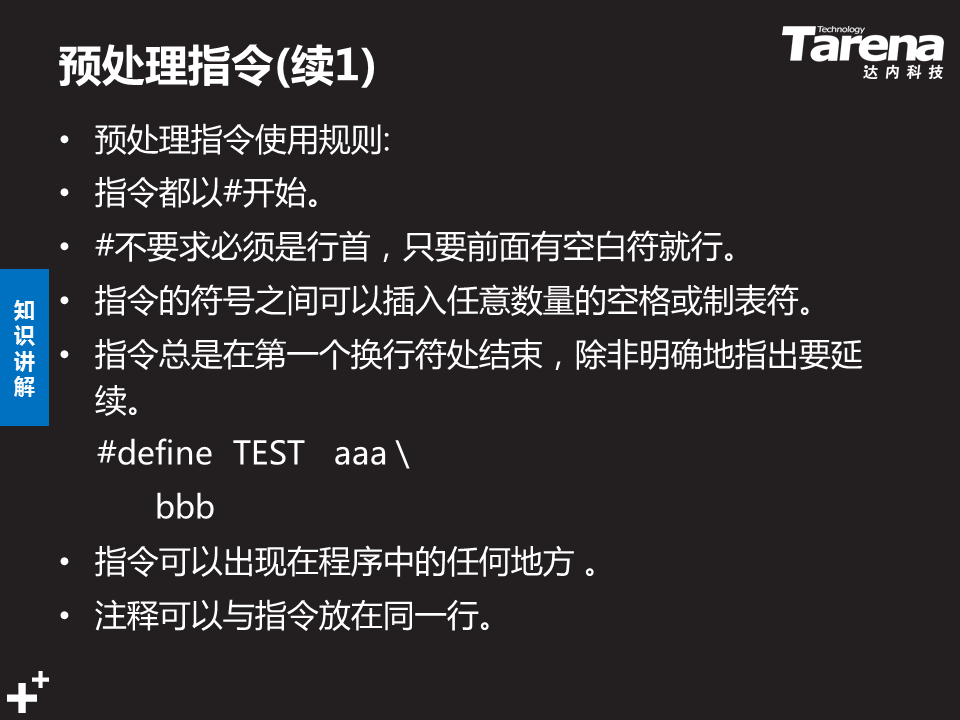 预处理指令(续1)
Technology
Tarena
达内科技
• 预处理指令使用规则:
• 指令都以#开始。
• #不要求必须是行首，只要前面有空白符就行。
• 指令的符号之间可以插入任意数量的空格或制表符。
• 指令总是在第一个换行符处结束，除非明确地指出要延
续。
#define TEST aaa \
bbb
• 指令可以出现在程序中的任何地方 。
• 注释可以与指令放在同一行。
知
识
讲
解